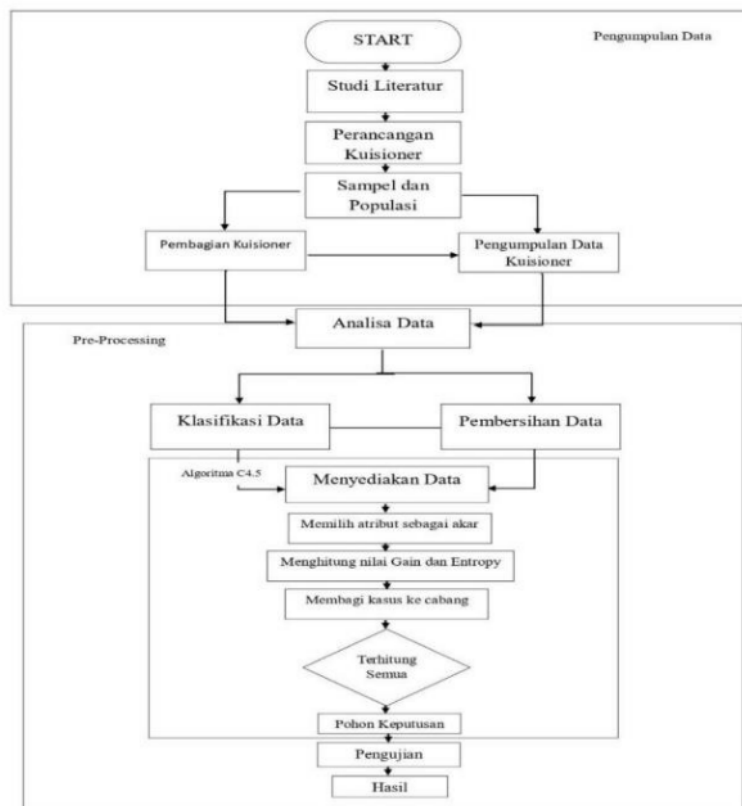 START
Pengumpulan Data
Studi Literatur
Perancangan
Kuisioner
Sampel dan
Populasi
Pembagian Kuisioner
Pengumpulan Data
Kuisioner
Analisa Data
Pre-Processing
Klasifikasi Data
Pembersihan Data
Algoritma C4.5
Menyediakan Data
Memilih atribut sebagai akar
Menghitung nilai Gain dan Entropy
Membagi kasus ke cabang
Terhitung
Semua
Pohon Keputusan
Pengujian
Hasil